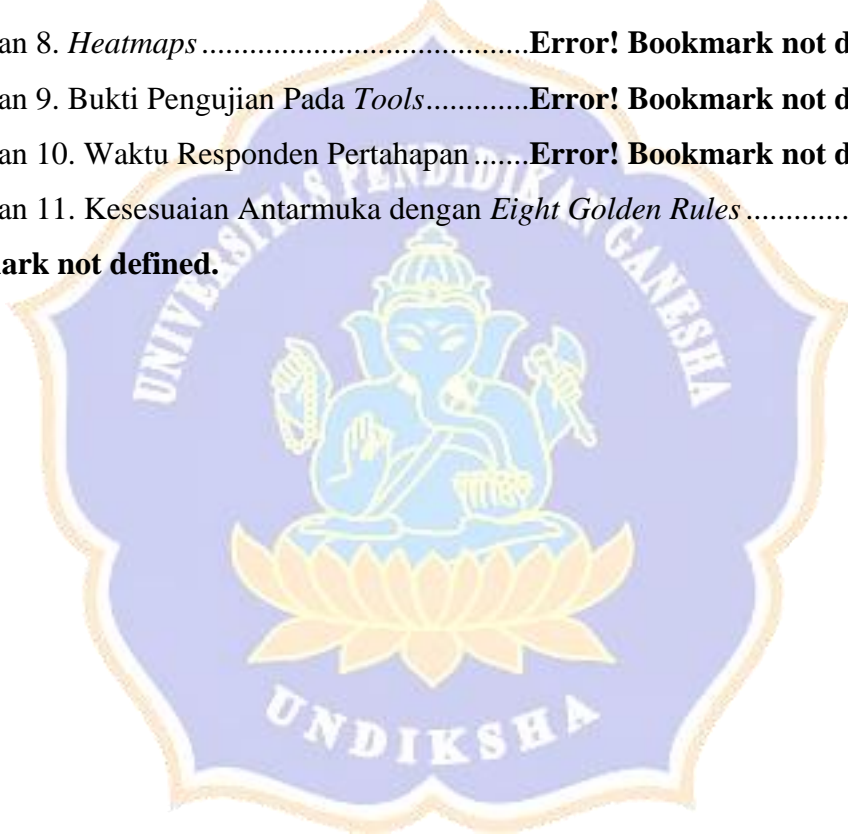 an 8. Heatmaps.........................................Error! Bookmark not d
an 9. Bukti Pengujian Pada Tools.............Error! Bookmark not d
an 10. Waktu Responden Pertahapan.......Error! Bookmark not d
an 11. Kesesuaian Antarmuka dengan Eight Golden Rules.............
mark not defined.
UNIVERSITAS PENDIDIKAN GANESHA
UNDIKSHA